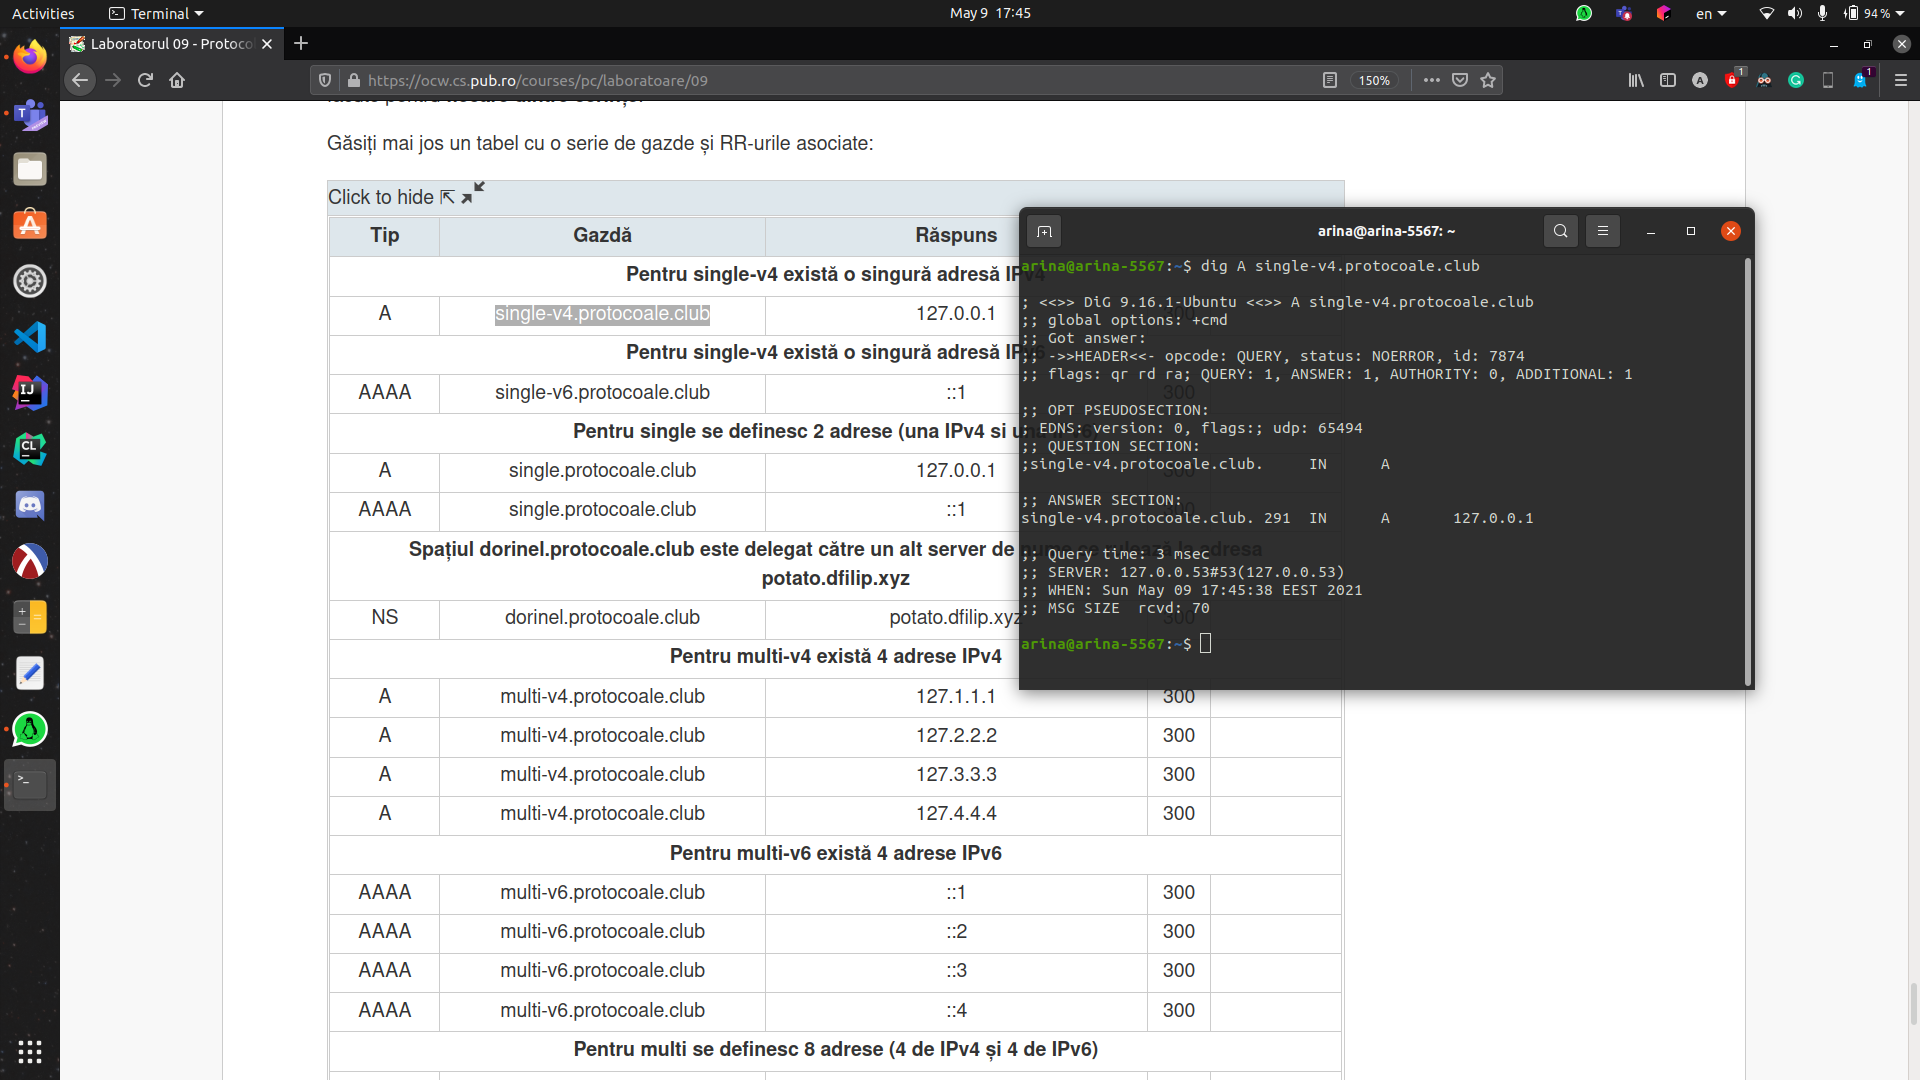 Activities
Terminal
May 9 17:45
en
94 %
Laboratorul 09 - Protoco
https://ocw.cs.pub.ro/courses/pc/laboratoare/09
150%
1
1
Găsiți mai jos un tabel cu o serie de gazde și RR-urile asociate:
Click to hide
Tip Gazdă Răspuns
Pentru single-v4 există o singură adresă IPv4
A single-v4.protocoale.club 127.0.0.1 300
Pentru single-v4 există o singură adresă IPv6
AAAA single-v6.protocoale.club ::1 300
Pentru single se definesc 2 adrese (una IPv4 si una IPv6)
A single.protocoale.club 127.0.0.1
AAAA single.protocoale.club ::1
Spațiul dorinel.protocoale.club este delegat către un alt server de nume ce rulează la adresa
potato.dfilip.xyz
NS dorinel.protocoale.club potato.dfilip.xyz 300
Pentru multi-v4 există 4 adrese IPv4
A multi-v4.protocoale.club 127.1.1.1 300
A multi-v4.protocoale.club 127.2.2.2 300
A multi-v4.protocoale.club 127.3.3.3 300
A multi-v4.protocoale.club 127.4.4.4 300
Pentru multi-v6 există 4 adrese IPv6
AAAA multi-v6.protocoale.club ::1 300
AAAA multi-v6.protocoale.club ::2 300
AAAA multi-v6.protocoale.club ::3 300
AAAA multi-v6.protocoale.club ::4 300
Pentru multi se definesc 8 adrese (4 de IPv4 și 4 de IPv6)
arina@arina-5567: ~
arina@arina-5567:~$ dig A single-v4.protocoale.club
; <<>> DiG 9.16.1-Ubuntu <<>> A single-v4.protocoale.club
;; global options: +cmd
;; Got answer:
;; ->>HEADER<<- opcode: QUERY, status: NOERROR, id: 7874
;; flags: qr rd ra; QUERY: 1, ANSWER: 1, AUTHORITY: 0, ADDITIONAL: 1
;; OPT PSEUDOSECTION:
; EDNS: version: 0, flags:; udp: 65494
;; QUESTION SECTION:
;single-v4.protocoale.club. IN A
;; ANSWER SECTION:
single-v4.protocoale.club. 291 IN A 127.0.0.1
;; Query time: 3 msec
;; SERVER: 127.0.0.53#53(127.0.0.53)
;; WHEN: Sun May 09 17:45:38 EEST 2021
;; MSG SIZE rcvd: 70
arina@arina-5567:~$